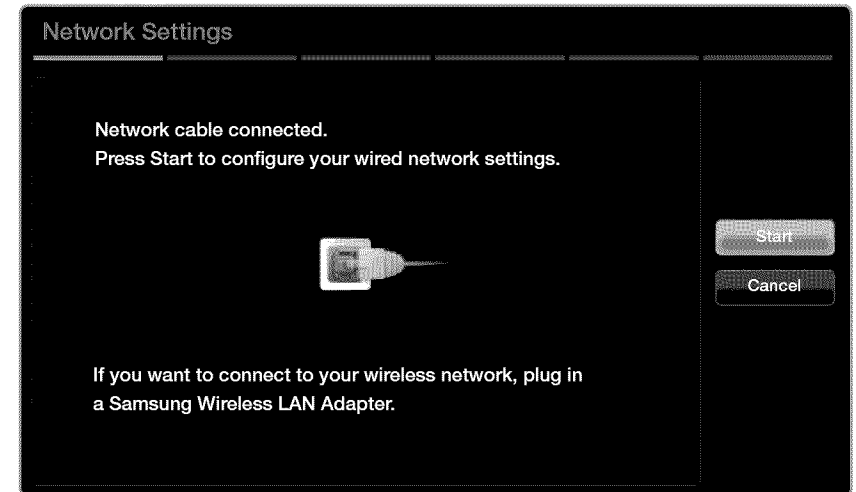 Network Settings
Network cable connected.
Press Start to configure your wired network settings.
Start
Cancel
If you want to connect to your wireless network, plug in
a Samsung Wireless LAN Adapter.